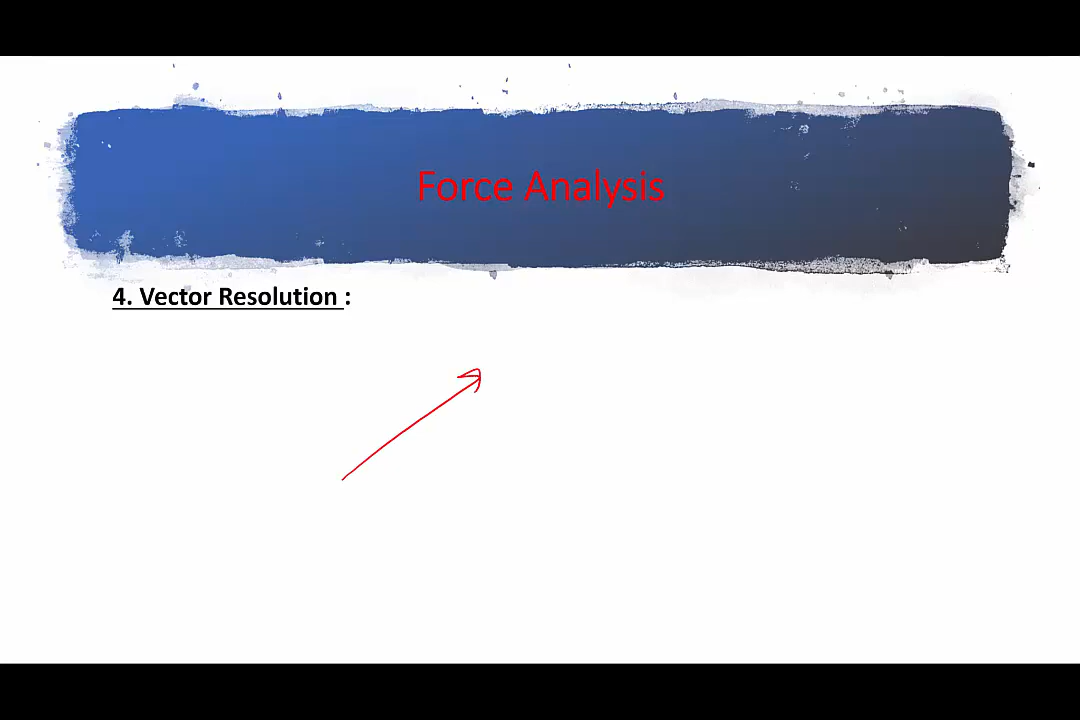 Force Analysis
4. Vector Resolution :